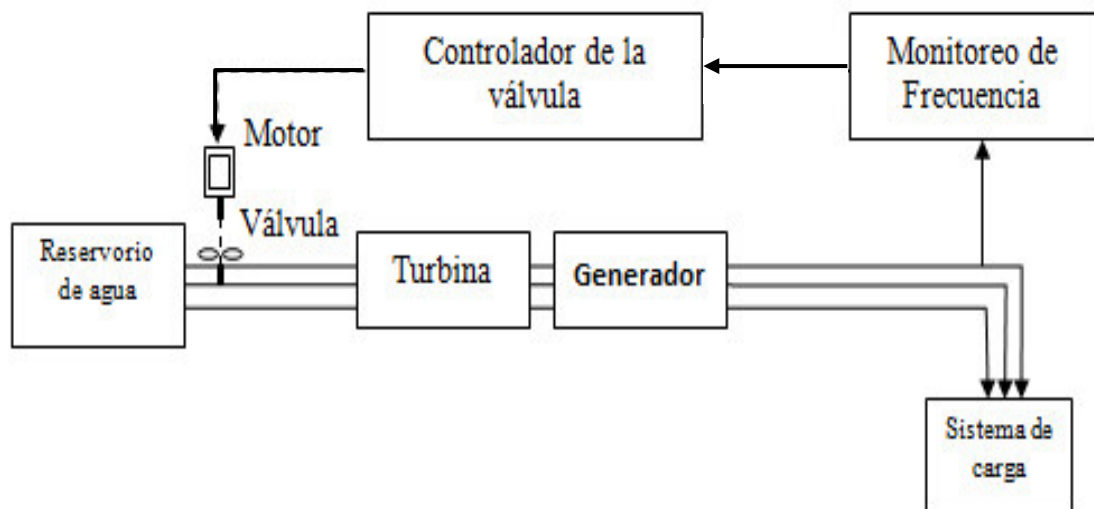 Controlador de la
válvula
Monitoreo de
Frecuencia
Motor
Válvula
Reservorio
de agua
Turbina
Generador
Sistema de
carga